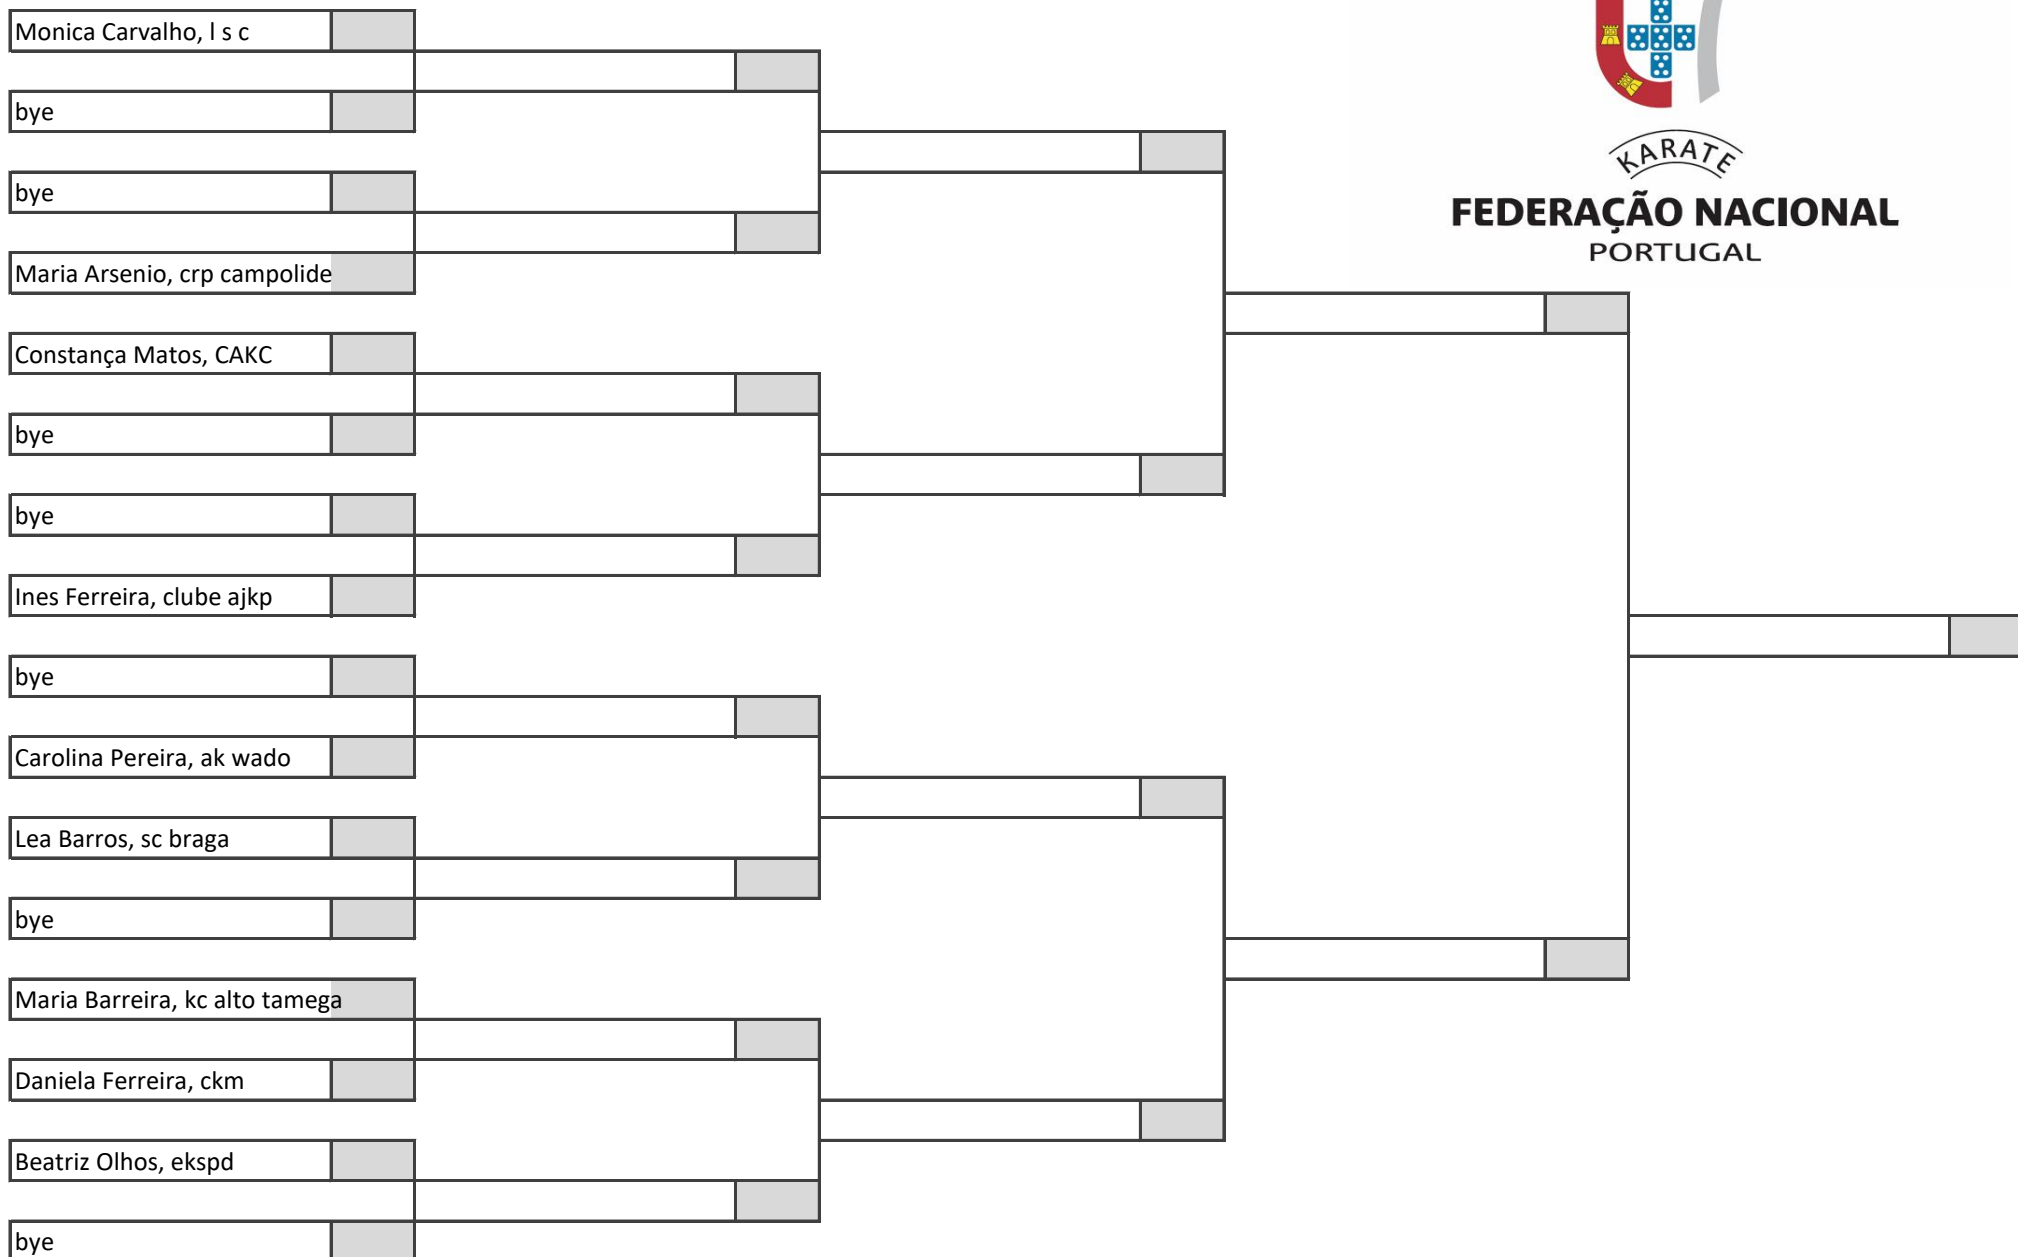 Monica Carvalho, l s c
bye
bye
Maria Arsenio, crp campolide
Constança Matos, CAKC
bye
bye
Ines Ferreira, clube ajkp
bye
Carolina Pereira, ak wado
Lea Barros, sc braga
bye
Maria Barreira, kc alto tamega
Daniela Ferreira, ckm
Beatriz Olhos, ekspd
bye
KARATE
FEDERAÇÃO NACIONAL
PORTUGAL